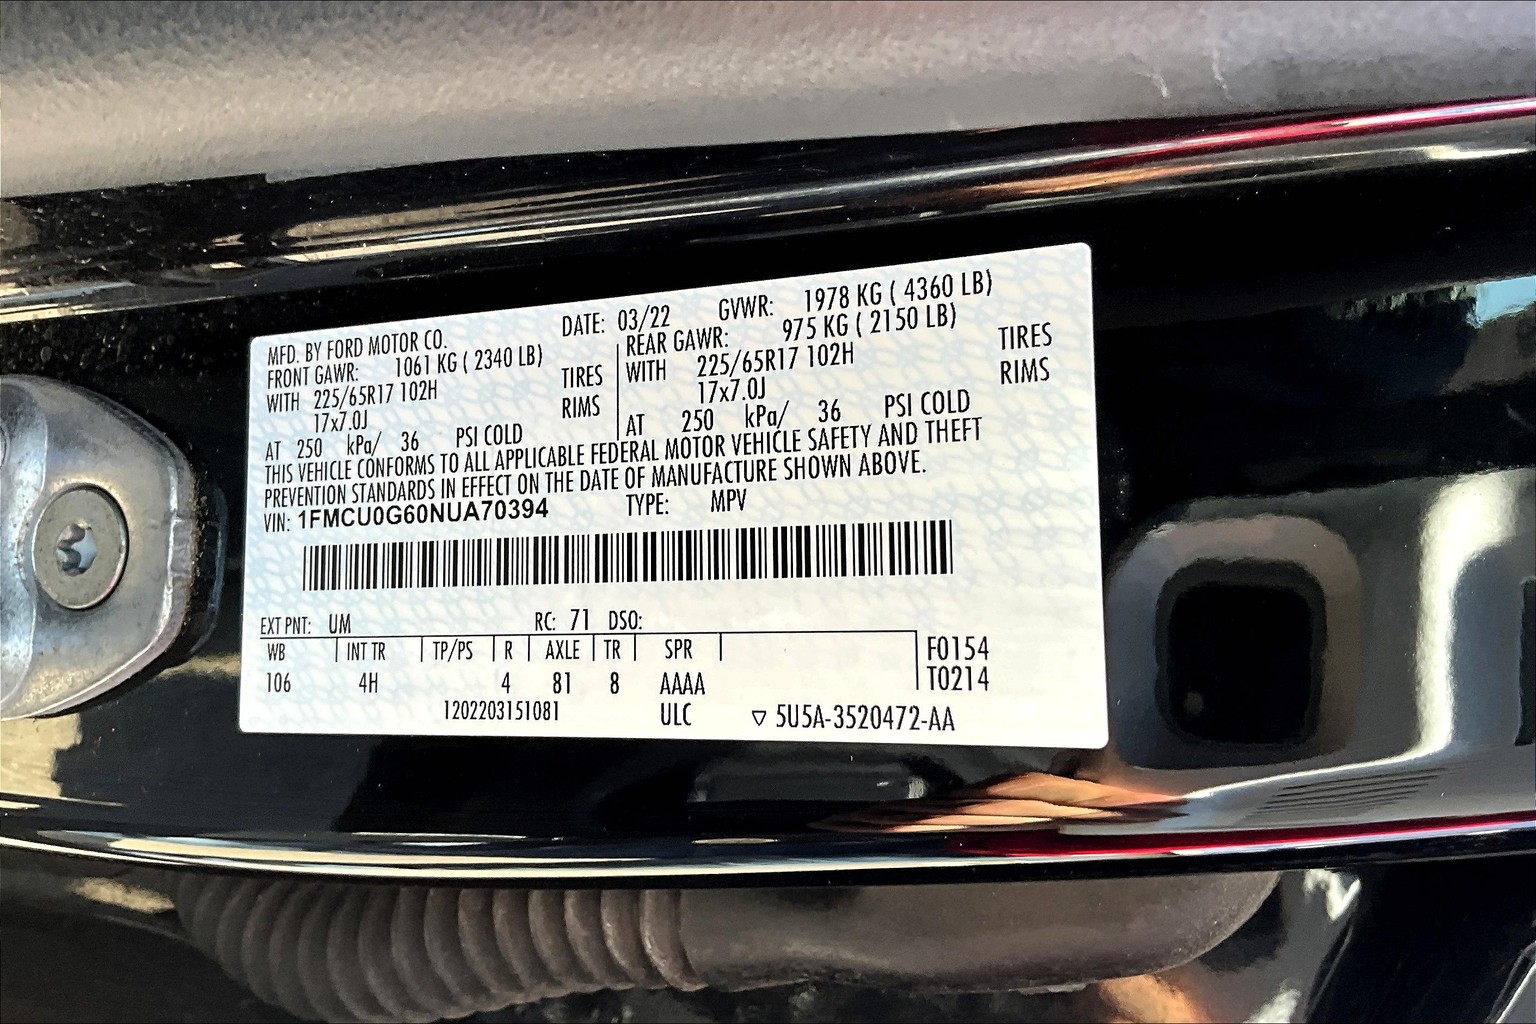 MFD. BY FORD MOTOR CO. DATE: 03/22 GVWR: 1978 KG ( 4360 LB)
FRONT GAWR: 1061 KG ( 2340 LB) REAR GAWR: 975 KG ( 2150 LB)
WITH 225/65R17 102H TIRES WITH 225/65R17 102H TIRES
17x7.0J RIMS 17x7.0J RIMS
AT 250 kPa/ 36 PSI COLD AT 250 kPa/ 36 PSI COLD
THIS VEHICLE CONFORMS TO ALL APPLICABLE FEDERAL MOTOR VEHICLE SAFETY AND THEFT
PREVENTION STANDARDS IN EFFECT ON THE DATE OF MANUFACTURE SHOWN ABOVE.
VIN: 1FMCU0G60NUA70394 TYPE: MPV
EXT PNT: UM RC: 71 DSO:
WB INT TR TP/PS R AXLE TR SPR F0154
106 4H 4 81 8 AAAA T0214
1202203151081 ULC ▽ 5U5A-3520472-AA